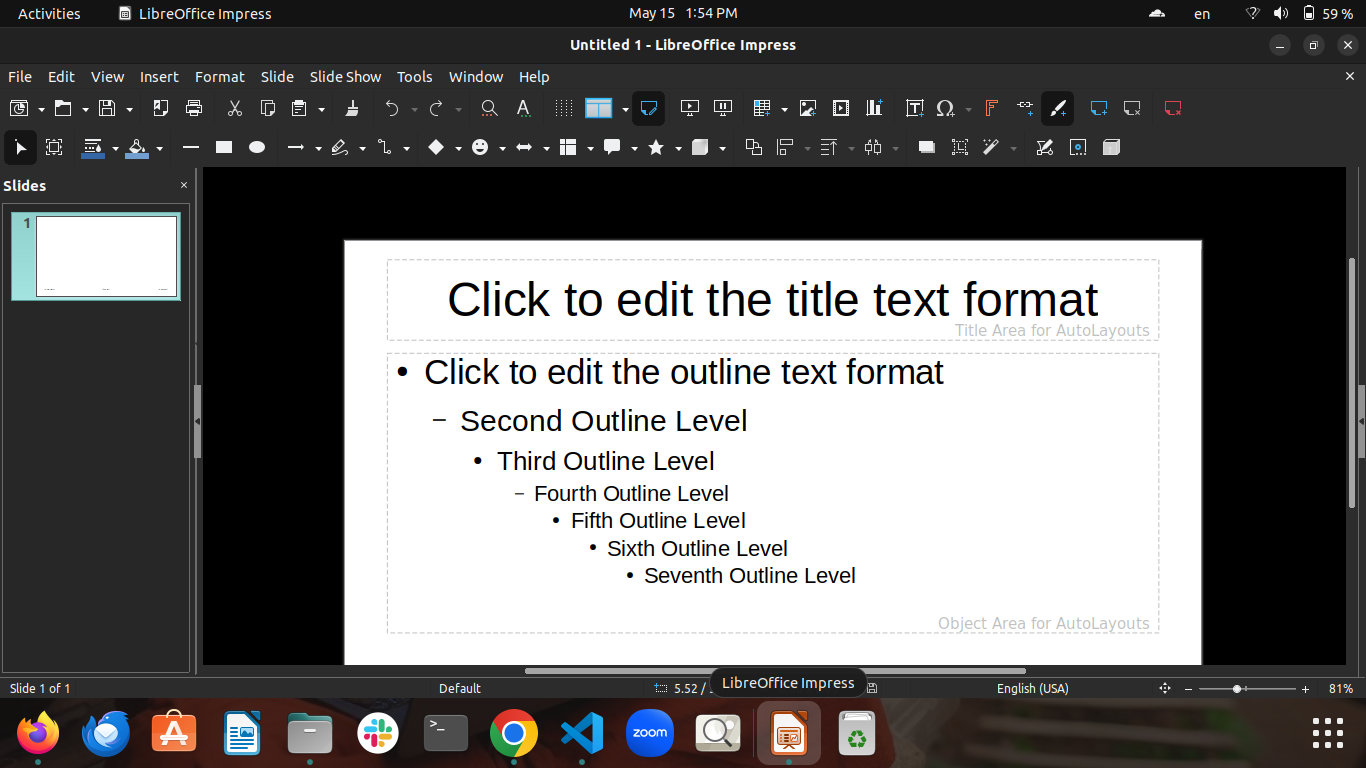 Activities LibreOffice Impress May 15 1:54 PM en 59 %
Untitled 1 - LibreOffice Impress
File Edit View Insert Format Slide Slide Show Tools Window Help
Slides
1
Click to edit the title text format
Title Area for AutoLayouts
• Click to edit the outline text format
– Second Outline Level
• Third Outline Level
– Fourth Outline Level
• Fifth Outline Level
• Sixth Outline Level
• Seventh Outline Level
Object Area for AutoLayouts
LibreOffice Impress
Slide 1 of 1 Default 5.52 / English (USA) 81%
zoom